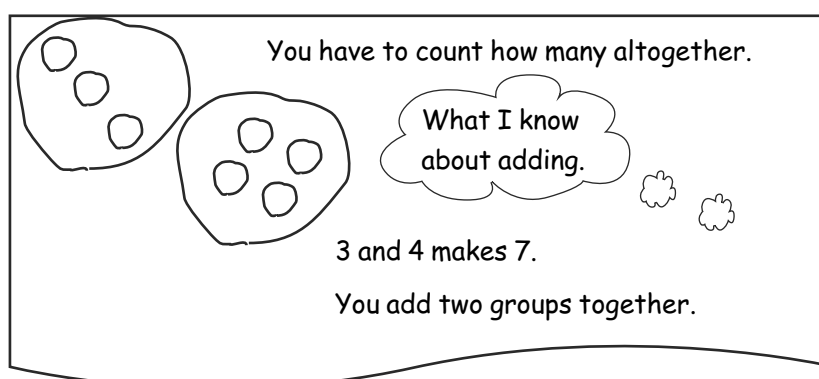 You have to count how many altogether.
What I know
about adding.
3 and 4 makes 7.
You add two groups together.